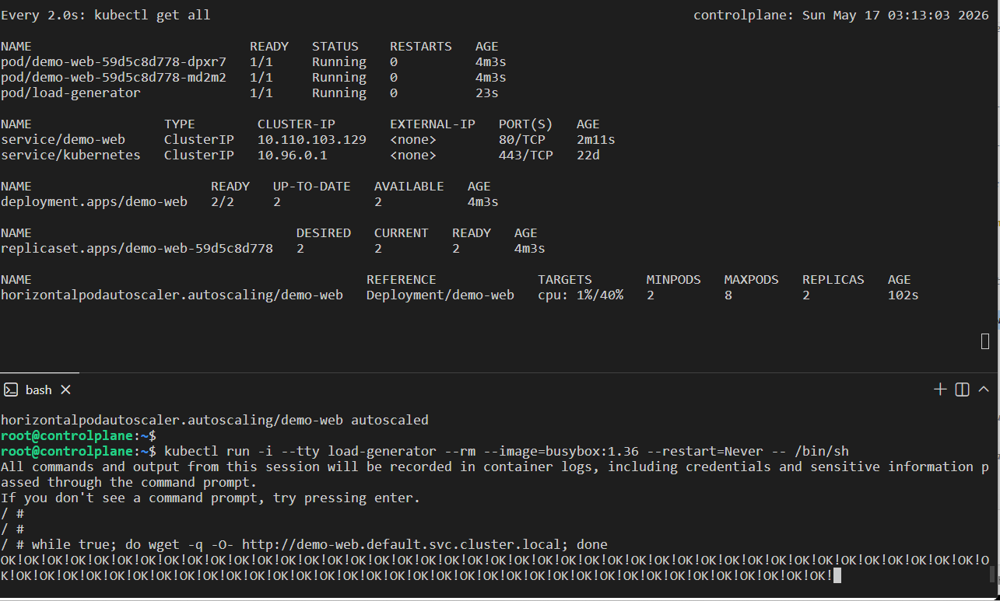 Every 2.0s: kubectl get all controlplane: Sun May 17 03:13:03 2026
NAME READY STATUS RESTARTS AGE
pod/demo-web-59d5c8d778-dpxr7 1/1 Running 0 4m3s
pod/demo-web-59d5c8d778-md2m2 1/1 Running 0 4m3s
pod/load-generator 1/1 Running 0 23s
NAME TYPE CLUSTER-IP EXTERNAL-IP PORT(S) AGE
service/demo-web ClusterIP 10.110.103.129 <none> 80/TCP 2m11s
service/kubernetes ClusterIP 10.96.0.1 <none> 443/TCP 22d
NAME READY UP-TO-DATE AVAILABLE AGE
deployment.apps/demo-web 2/2 2 2 4m3s
NAME DESIRED CURRENT READY AGE
replicaset.apps/demo-web-59d5c8d778 2 2 2 4m3s
NAME REFERENCE TARGETS MINPODS MAXPODS REPLICAS AGE
horizontalpodautoscaler.autoscaling/demo-web Deployment/demo-web cpu: 1%/40% 2 8 2 102s
bash
horizontalpodautoscaler.autoscaling/demo-web autoscaled
root@controlplane:~$
root@controlplane:~$ kubectl run -i --tty load-generator --rm --image=busybox:1.36 --restart=Never -- /bin/sh
All commands and output from this session will be recorded in container logs, including credentials and sensitive information p
assed through the command prompt.
If you don't see a command prompt, try pressing enter.
/ #
/ #
/ # while true; do wget -q -O- http://demo-web.default.svc.cluster.local; done
OK!OK!OK!OK!OK!OK!OK!OK!OK!OK!OK!OK!OK!OK!OK!OK!OK!OK!OK!OK!OK!OK!OK!OK!OK!OK!OK!OK!OK!OK!OK!OK!OK!OK!OK!OK!OK!OK!OK!OK!OK!OK!O
K!OK!OK!OK!OK!OK!OK!OK!OK!OK!OK!OK!OK!OK!OK!OK!OK!OK!OK!OK!OK!OK!OK!OK!OK!OK!OK!OK!OK!OK!OK!OK!OK!OK!OK!OK!